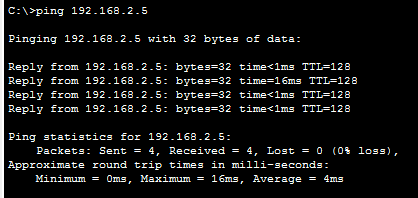 C:\>ping 192.168.2.5
Pinging 192.168.2.5 with 32 bytes of data:
Reply from 192.168.2.5: bytes=32 time<1ms TTL=128
Reply from 192.168.2.5: bytes=32 time=16ms TTL=128
Reply from 192.168.2.5: bytes=32 time<1ms TTL=128
Reply from 192.168.2.5: bytes=32 time<1ms TTL=128
Ping statistics for 192.168.2.5:
    Packets: Sent = 4, Received = 4, Lost = 0 (0% loss),
Approximate round trip times in milli-seconds:
    Minimum = 0ms, Maximum = 16ms, Average = 4ms